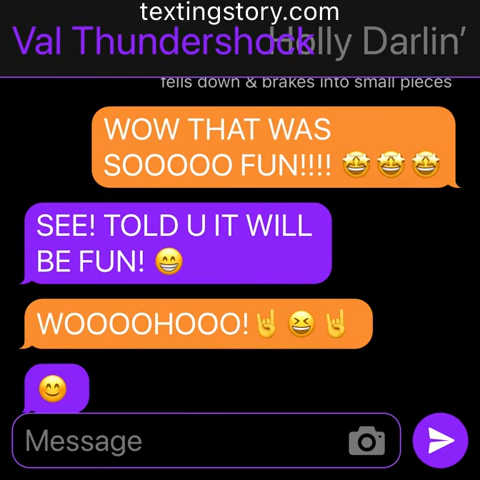 textingstory.com
Val Thundershock
Holly Darlin’
fells down & brakes into small pieces
WOW THAT WAS
SOOOOO FUN!!!! 🤩 🤩 🤩
SEE! TOLD U IT WILL
BE FUN! 😁
WOOOOHOOO!🤘 😆 🤘
😊
Message